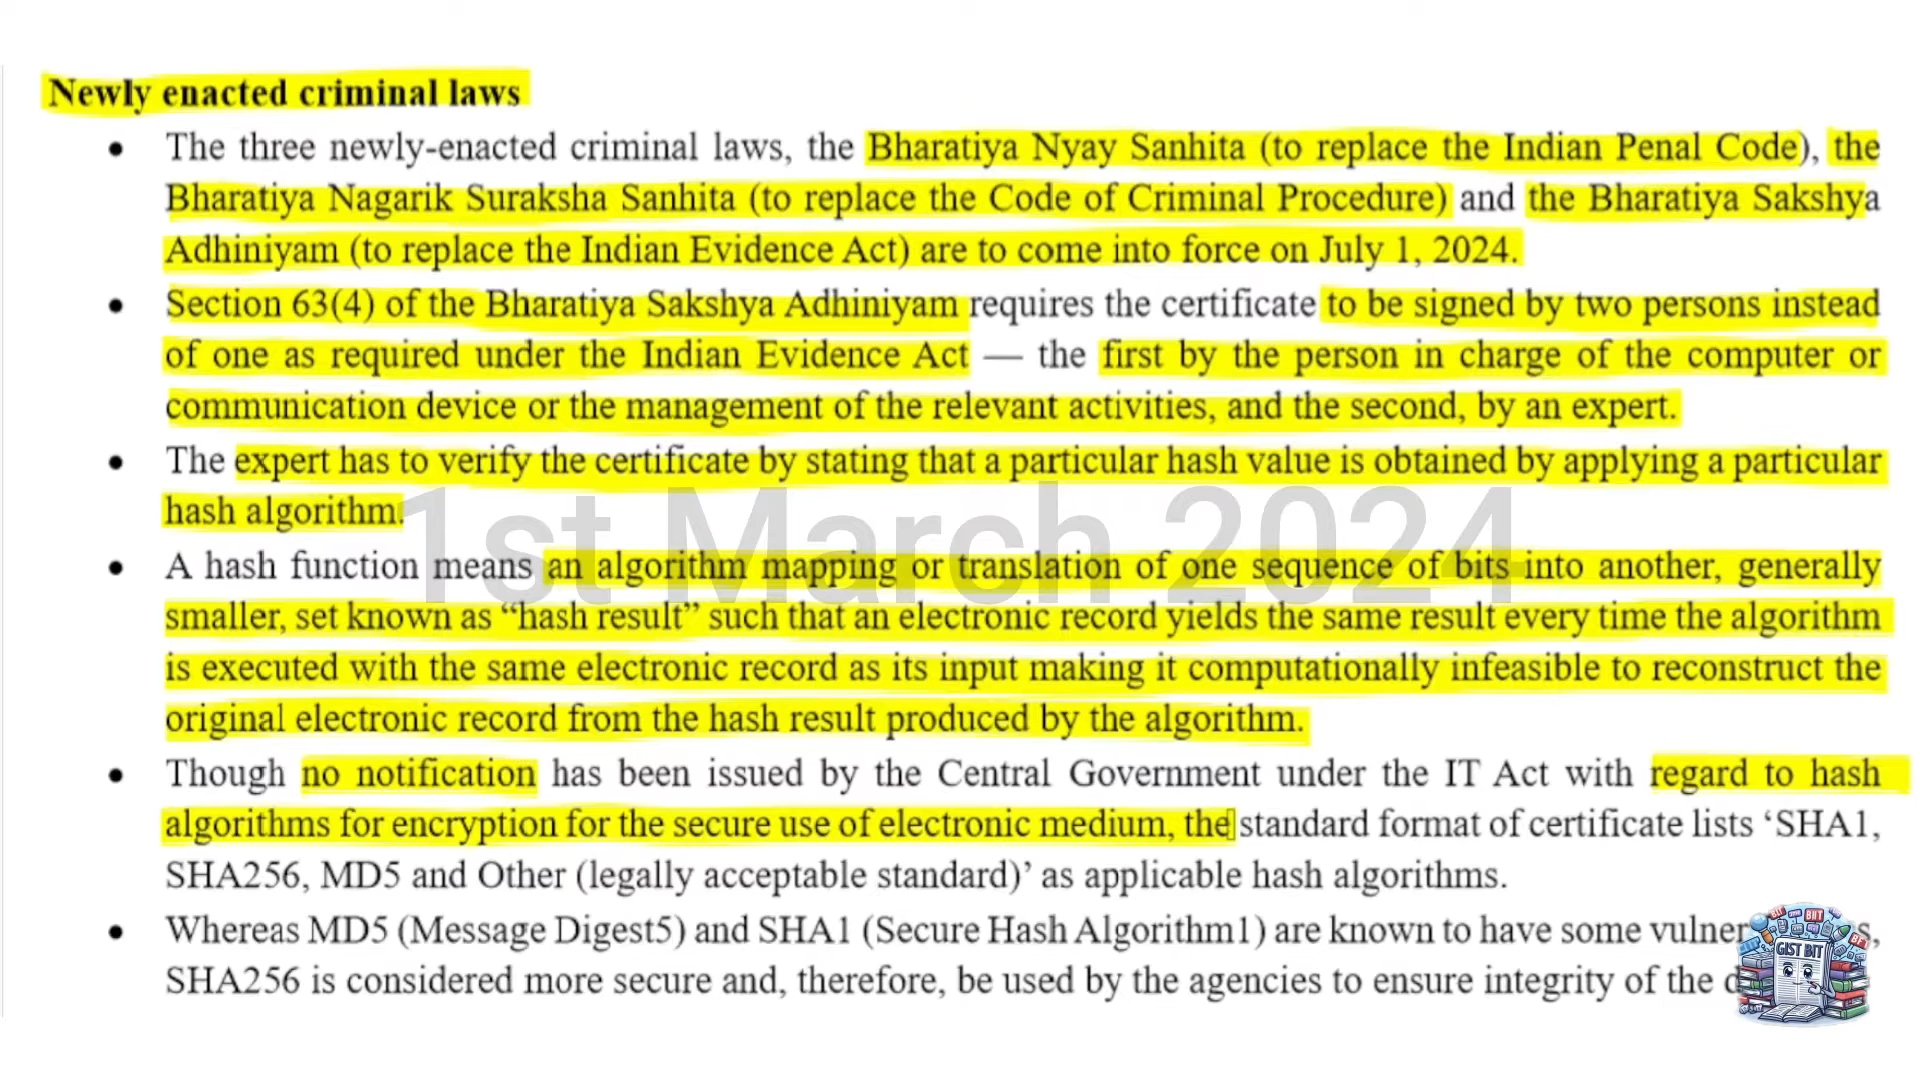 Newly enacted criminal laws
• The three newly-enacted criminal laws, the Bharatiya Nyay Sanhita (to replace the Indian Penal Code), the
Bharatiya Nagarik Suraksha Sanhita (to replace the Code of Criminal Procedure) and the Bharatiya Sakshya
Adhiniyam (to replace the Indian Evidence Act) are to come into force on July 1, 2024.
• Section 63(4) of the Bharatiya Sakshya Adhiniyam requires the certificate to be signed by two persons instead
of one as required under the Indian Evidence Act — the first by the person in charge of the computer or
communication device or the management of the relevant activities, and the second, by an expert.
• The expert has to verify the certificate by stating that a particular hash value is obtained by applying a particular
hash algorithm.
1st March 2024
• A hash function means an algorithm mapping or translation of one sequence of bits into another, generally
smaller, set known as “hash result” such that an electronic record yields the same result every time the algorithm
is executed with the same electronic record as its input making it computationally infeasible to reconstruct the
original electronic record from the hash result produced by the algorithm.
• Though no notification has been issued by the Central Government under the IT Act with regard to hash
algorithms for encryption for the secure use of electronic medium, the standard format of certificate lists ‘SHA1,
SHA256, MD5 and Other (legally acceptable standard)’ as applicable hash algorithms.
• Whereas MD5 (Message Digest5) and SHA1 (Secure Hash Algorithm1) are known to have some
SHA256 is considered more secure and, therefore, be used by the agencies to ensure integrity of the
GIST BIT